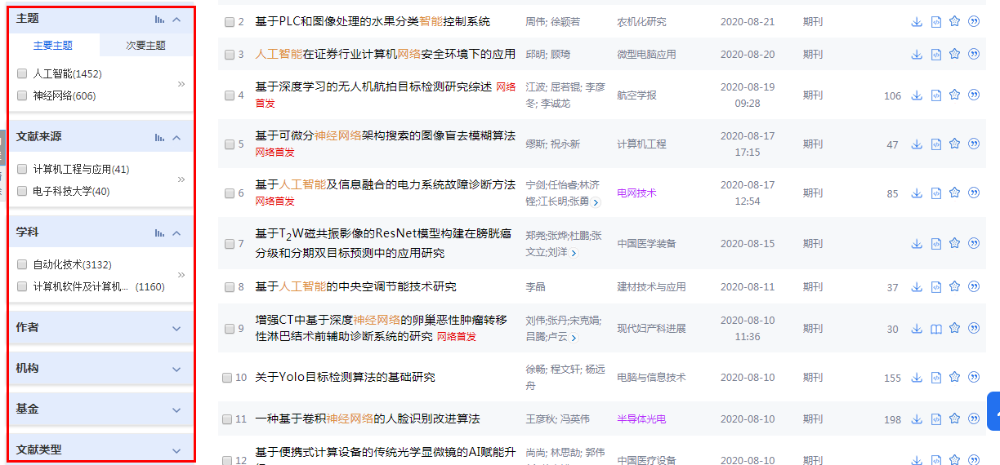 主题
主要主题 次要主题
人工智能(1452)
神经网络(606)
文献来源
计算机工程与应用(41)
电子科技大学(40)
学科
自动化技术(3132)
计算机软件及计算机... (1160)
作者
机构
基金
文献类型
2 基于PLC和图像处理的水果分类智能控制系统 周伟; 徐颖若 农机化研究 2020-08-21 期刊
3 人工智能在证券行业计算机网络安全环境下的应用 邱明; 顾琦 微型电脑应用 2020-08-20 期刊
4 基于深度学习的无人机航拍目标检测研究综述 网络 江波; 屈若锟; 李彦 航空学报 2020-08-19 期刊 106
首发 冬; 李诚龙 09:28
5 基于可微分神经网络架构搜索的图像盲去模糊算法 缪斯; 祝永新 计算机工程 2020-08-17 期刊 47
网络首发 17:15
6 基于人工智能及信息融合的电力系统故障诊断方法 宁剑;任怡睿;林济 电网技术 2020-08-17 期刊 85
网络首发 铿;江长明;张勇 12:54
7 基于T2W磁共振影像的ResNet模型构建在膀胱癌 郑尧;张烨;杜鹏;张 中国医学装备 2020-08-15 期刊
分级和分期双目标预测中的应用研究 文立;刘洋
8 基于人工智能的中央空调节能技术研究 李晶 建材技术与应用 2020-08-11 期刊 37
9 增强CT中基于深度神经网络的卵巢恶性肿瘤转移 刘伟;张丹;宋克娟; 现代妇产科进展 2020-08-10 期刊 30
性淋巴结术前辅助诊断系统的研究 网络首发 吕腾;卢云 11:36
10 关于Yolo目标检测算法的基础研究 徐畅; 程文轩; 杨远 电脑与信息技术 2020-08-10 期刊 155
丹
11 一种基于卷积神经网络的人脸识别改进算法 王彦秋; 冯英伟 半导体光电 2020-08-10 期刊 198
12 基于便携式计算设备的传统光学显微镜的AI赋能升 尚尚; 林思劼; 郭伟 中国医疗设备 2020-08-10 期刊